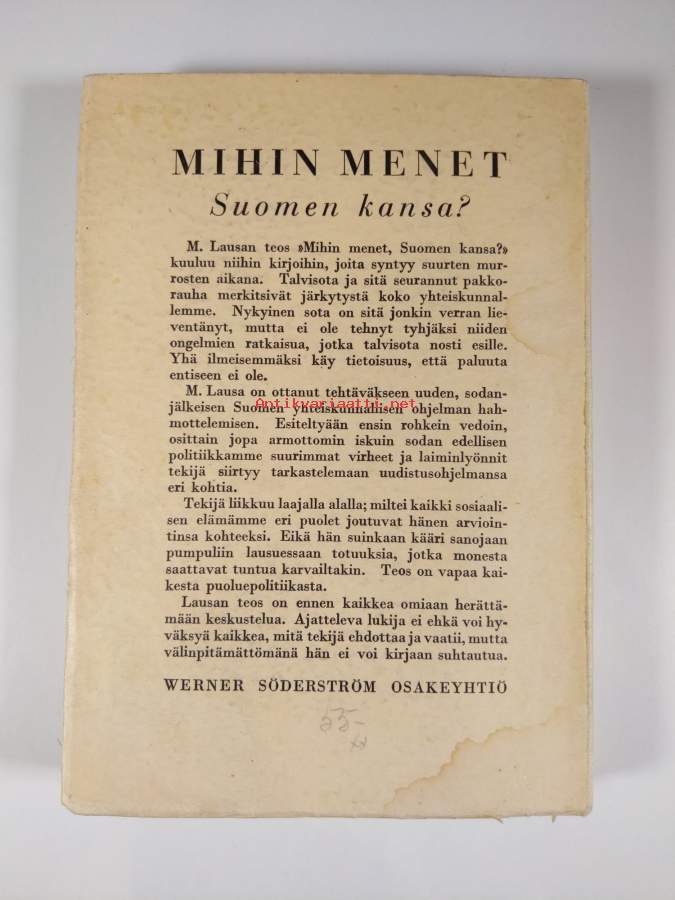 MIHIN MENET
Suomen kansa?
M. Lausan teos »Mihin menet, Suomen kansa?»
kuuluu niihin kirjoihin, joita syntyy suurten mur-
rosten aikana. Talvisota ja sitä seurannut pakko-
rauha merkitsivät järkytystä koko yhteiskunnal-
lemme. Nykyinen sota on sitä jonkin verran lie-
ventänyt, mutta ei ole tehnyt tyhjäksi niiden
ongelmien ratkaisua, jotka talvisota nosti esille.
Yhä ilmeisemmäksi käy tietoisuus, että paluuta
entiseen ei ole.
M. Lausa on ottanut tehtäväkseen uuden, sodan-
Antikvariaatti.net
jälkeisen Suomen yhteiskunnallisen ohjelman hah-
mottelemisen. Esiteltyään ensin rohkein vedoin,
osittain jopa armottomin iskuin sodan edellisen
politiikkamme suurimmat virheet ja laiminlyönnit
tekijä siirtyy tarkastelemaan uudistusohjelmansa
eri kohtia.
Tekijä liikkuu laajalla alalla; miltei kaikki sosiaali-
sen elämämme eri puolet joutuvat hänen arvioin-
tinsa kohteeksi. Eikä hän suinkaan kääri sanojaan
pumpuliin lausuessaan totuuksia, jotka monesta
saattavat tuntua karvailtakin. Teos on vapaa kai-
kesta puoluepolitiikasta.
Lausan teos on ennen kaikkea omiaan herättä-
mään keskustelua. Ajatteleva lukija ei ehkä voi hy-
väksyä kaikkea, mitä tekijä ehdottaa ja vaatii, mutta
välinpitämättömänä hän ei voi kirjaan suhtautua.
WERNER SÖDERSTRÖM OSAKEYHTIÖ